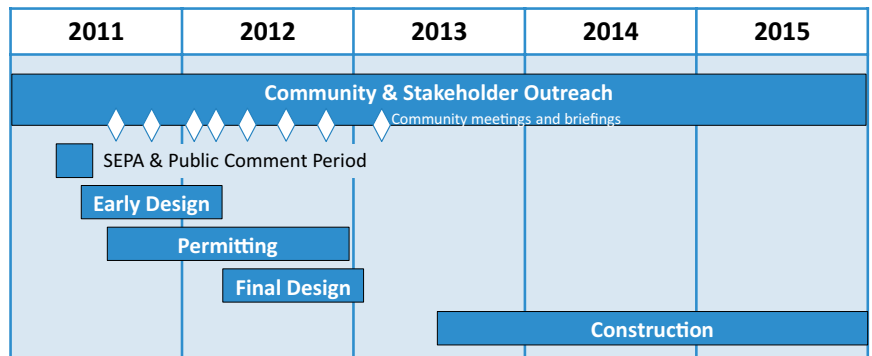 2011 2012 2013 2014 2015
Community & Stakeholder Outreach
Community meetings and briefings
SEPA & Public Comment Period
Early Design
Permitting
Final Design
Construction